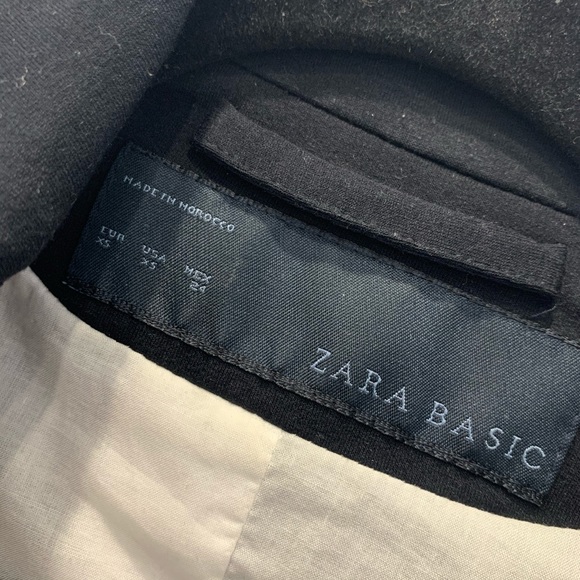 MADE IN MOROCCO
EUR USA MEX
XS XS 24
ZARA BASIC